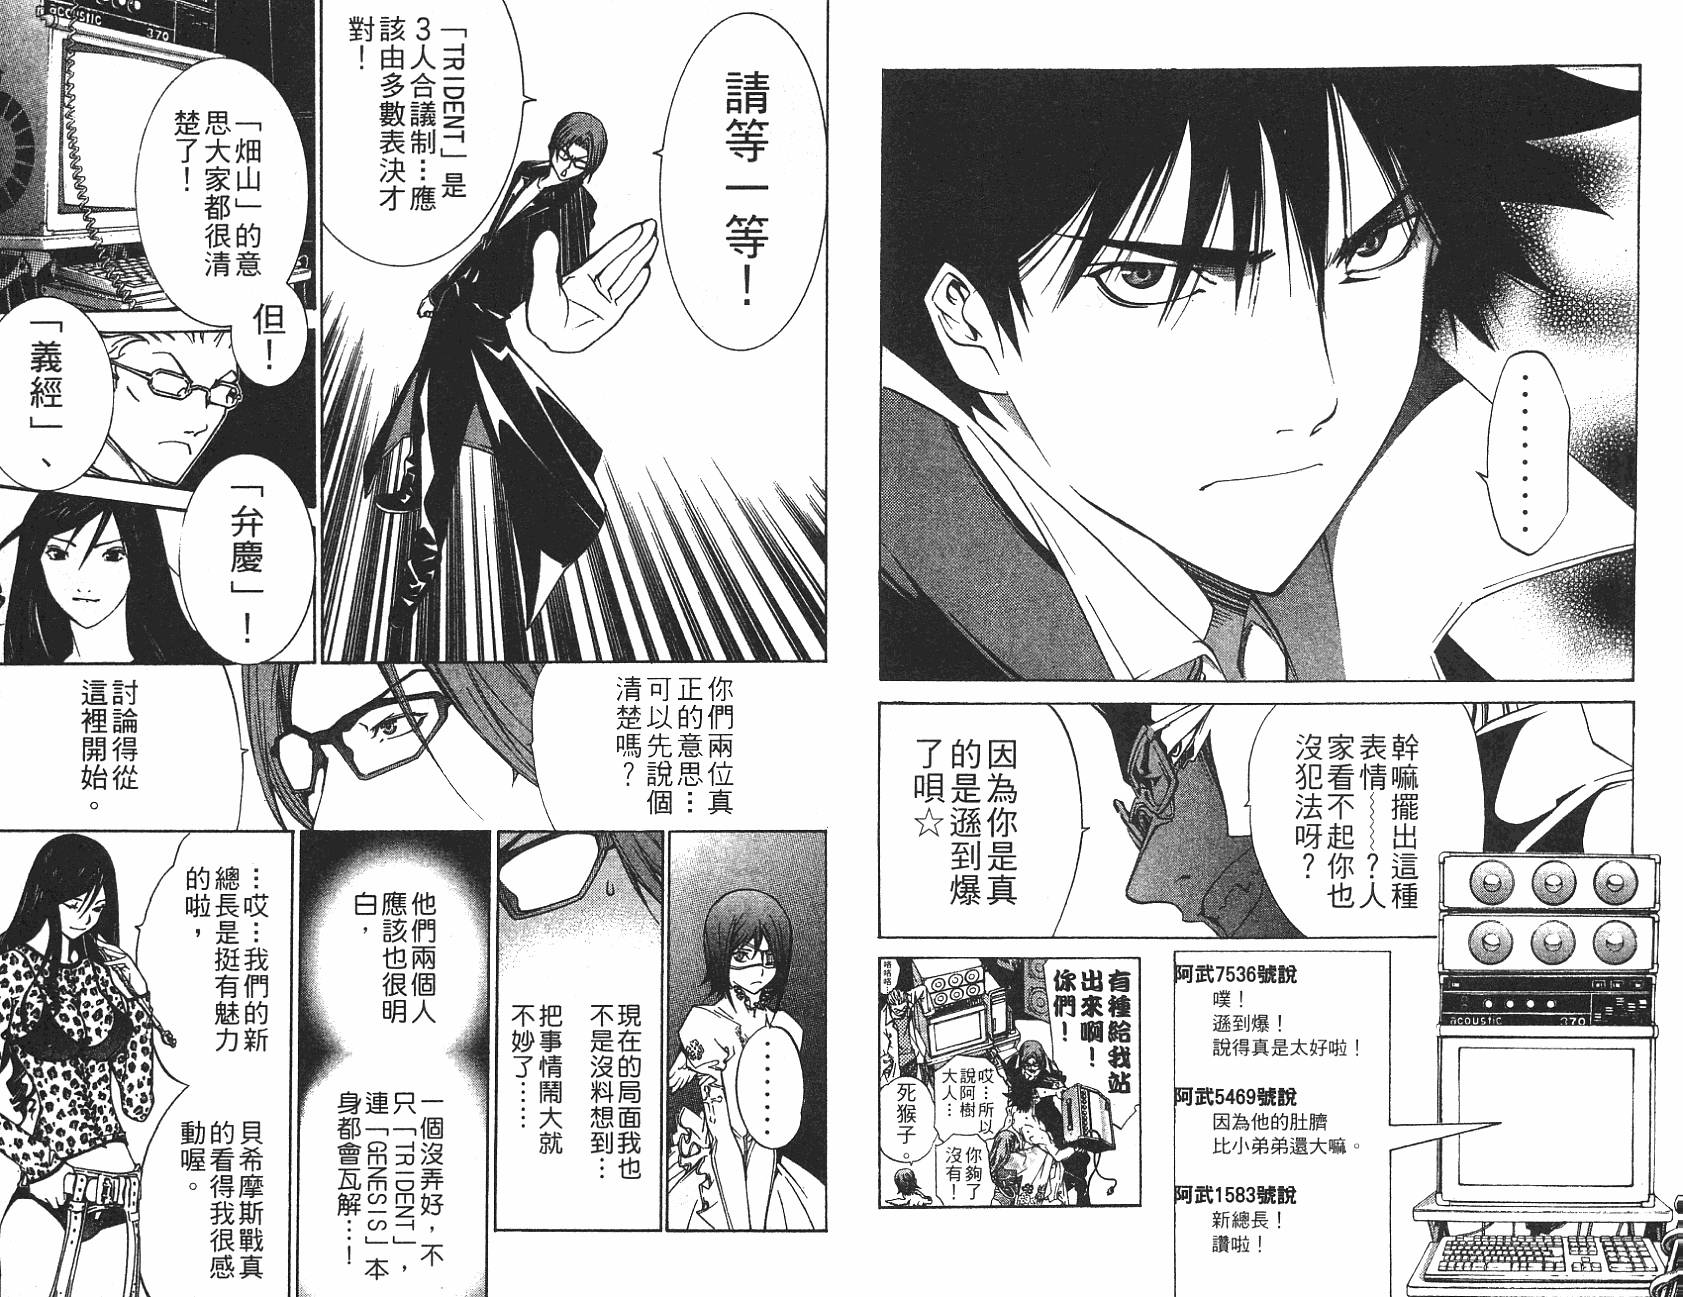 ………
幹嘛擺出這種
表情~~?人
家看不起你也
沒犯法呀?
因為你是真
的是遜到爆
了唄☆
acoustic
370
阿武7536號說
噗!
遜到爆!
說得真是太好啦!
阿武5469號說
因為他的肚臍
比小弟弟還大嘛。
阿武1583號說
新總長!
讚啦!
有種給我站
出來啊!
你們!
哎…所以
說阿樹
大人…
你夠了
沒有!
死猴子。
咯咯咯…
請等一等!
「TRIDENT」是
3人合議制…應
該由多數表決才
對!
acoustic
370
「畑山」的意
思大家都很清
楚了!
但!
「義經」、
「弁慶」!
你們兩位真
正的意思…
可以先說個
清楚嗎?
討論得從
這裡開始。
………
現在的局面我也
不是沒料想到…
把事情鬧大就
不妙了……
他們兩個人
應該也很明
白,
一個沒弄好,不
只「TRIDENT」,
連「GENESIS」本
身都會瓦解…!
…哎…我們的新
總長是挺有魅力
的啦,
貝希摩斯戰真
的看得我很感
動喔。